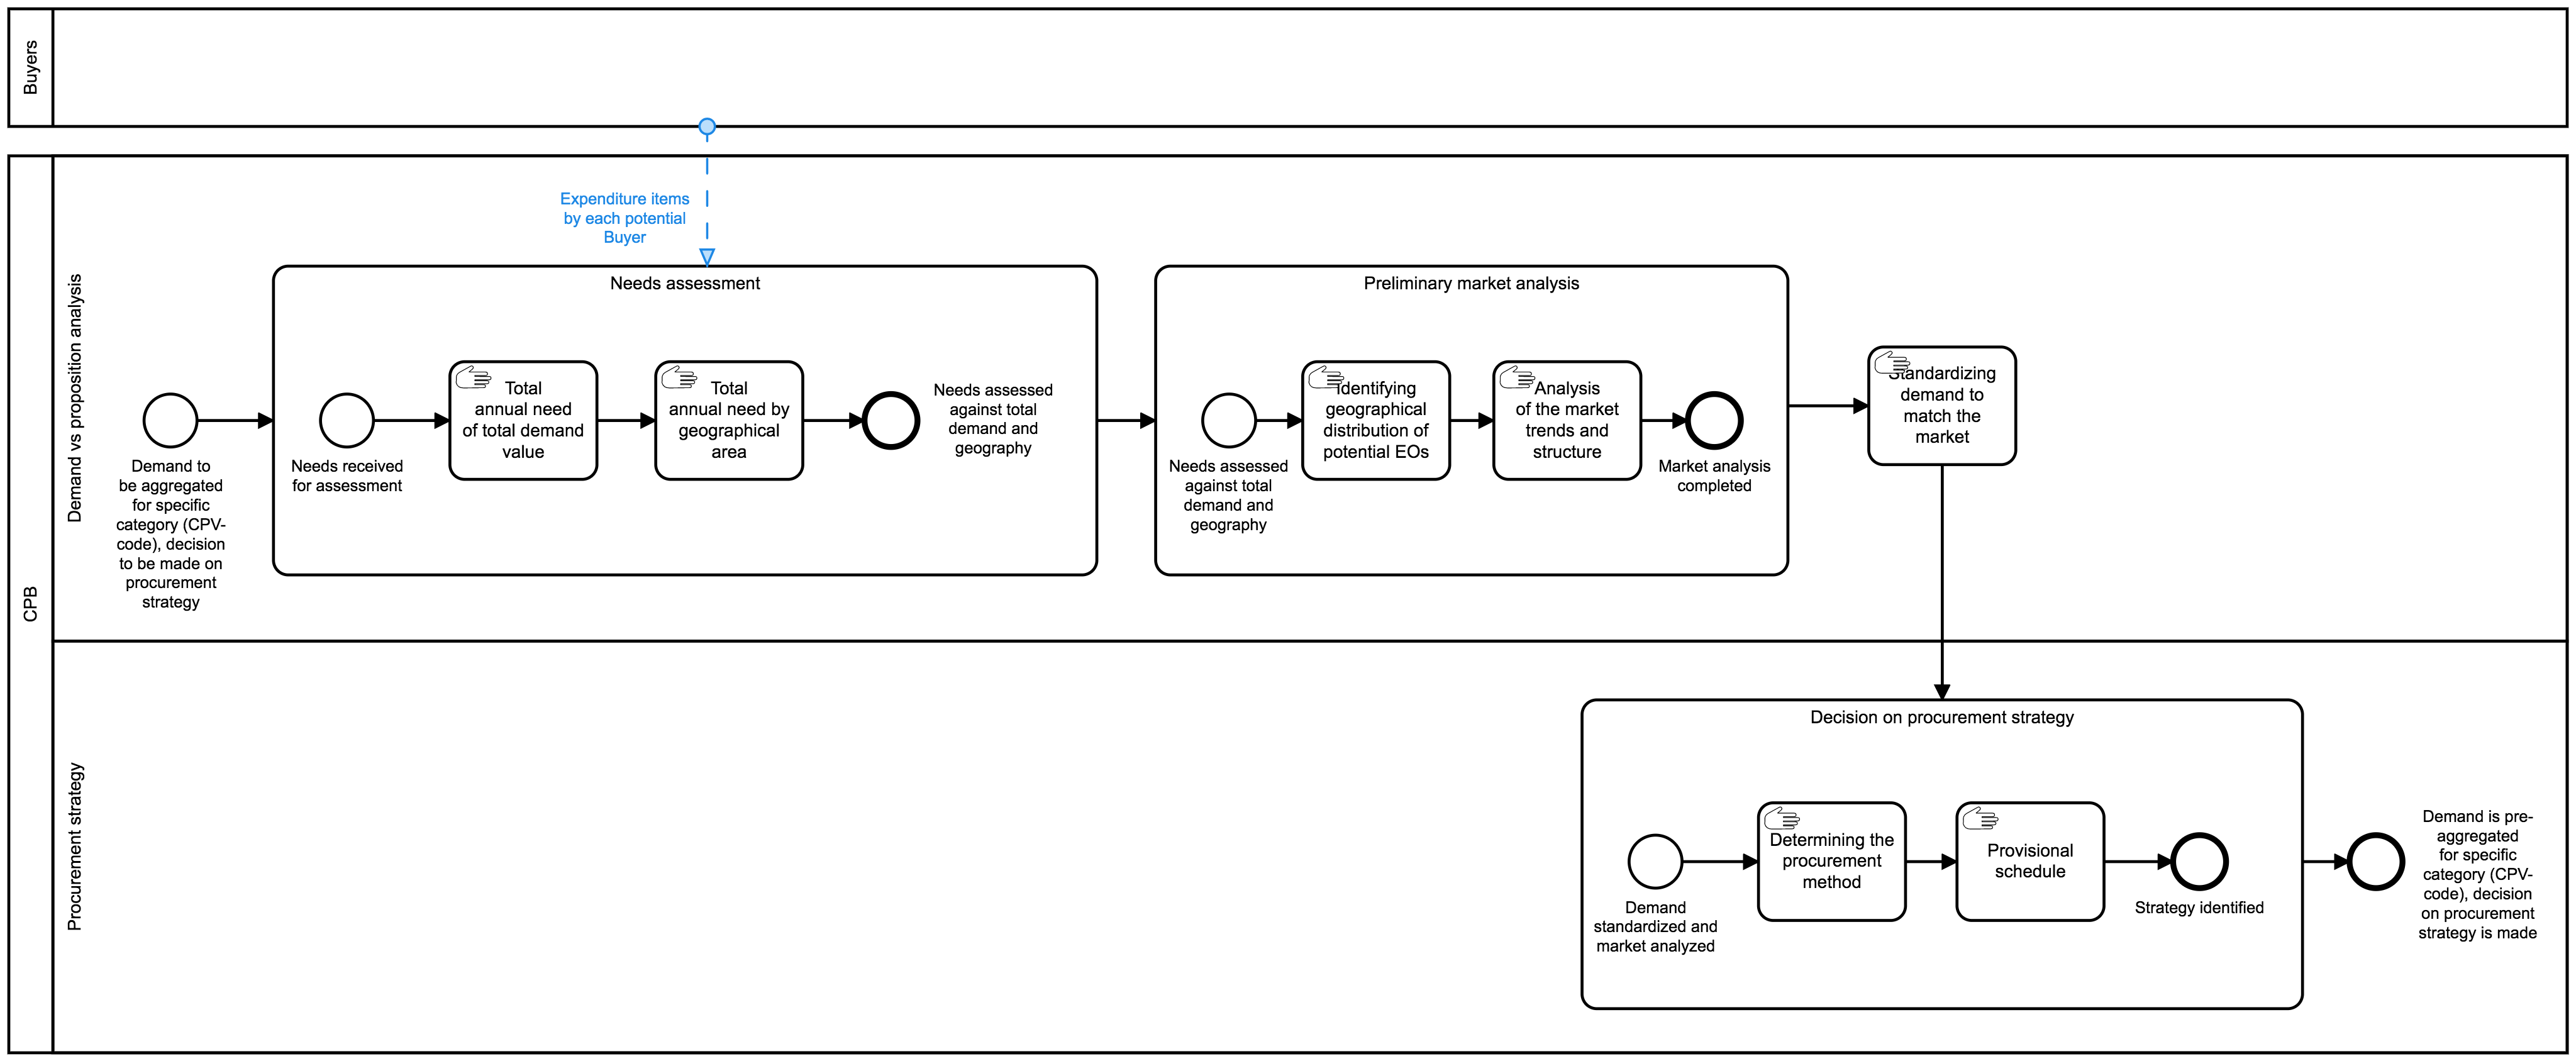 Buyers
CPB
Demand vs proposition analysis
Expenditure items
by each potential
Buyer
Demand to
be aggregated
for specific
category (CPV-
code), decision
to be made on
procurement
strategy
Needs assessment
Needs received
for assessment
Total
annual need
of total demand
value
Total
annual need by
geographical
area
Needs assessed
against total
demand and
geography
Preliminary market analysis
Needs assessed
against total
demand and
geography
Identifying
geographical
distribution of
potential EOs
Analysis
of the market
trends and
structure
Market analysis
completed
Standardizing
demand to
match the
market
Procurement strategy
Decision on procurement strategy
Demand
standardized and
market analyzed
Determining the
procurement
method
Provisional
schedule
Strategy identified
Demand is pre-
aggregated
for specific
category (CPV-
code), decision
on procurement
strategy is made